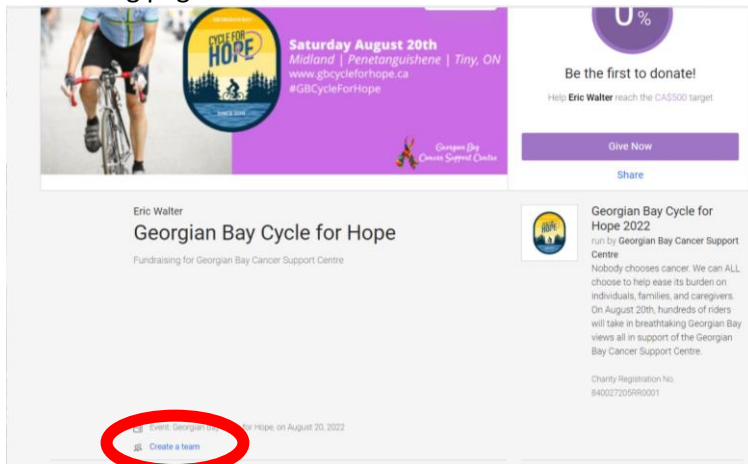 GEORGIAN BAY
CYCLE FOR
HOPE
SINCE
Saturday August 20th
Midland | Penetanguishene | Tiny, ON
www.gbcycleforhope.ca
#GBCycleForHope
Georgian Bay
Cancer Support Centre
0%
Be the first to donate!
Help Eric Walter reach the CA$500 target
Give Now
Share
Eric Walter
Georgian Bay Cycle for Hope
Fundraising for Georgian Bay Cancer Support Centre
Event: Georgian Bay for Hope, on August 20, 2022
Create a team
HOPE
Georgian Bay Cycle for
Hope 2022
run by Georgian Bay Cancer Support
Centre
Nobody chooses cancer. We can ALL
choose to help ease its burden on
individuals, families, and caregivers.
On August 20th, hundreds of riders
will take in breathtaking Georgian Bay
views all in support of the Georgian
Bay Cancer Support Centre.
Charity Registration No.
840027205RR0001